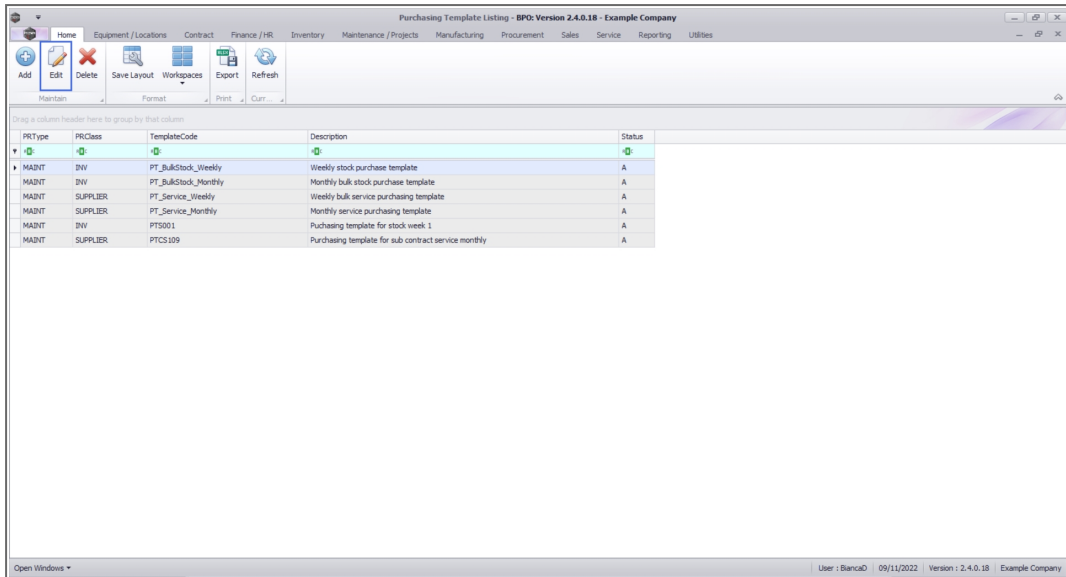 Purchasing Template Listing - BPO: Version 2.4.0.18 - Example Company
Home Equipment / Locations Contract Finance / HR Inventory Maintenance / Projects Manufacturing Procurement Sales Service Reporting Utilities
Add Edit Delete Save Layout Workspaces Export Refresh
Maintain Format Print Curr...
Drag a column header here to group by that column
PRType PRClass TemplateCode Description Status
MAINT INV PT_BulkStock_Weekly Weekly stock purchase template A
MAINT INV PT_BulkStock_Monthly Monthly bulk stock purchase template A
MAINT SUPPLIER PT_Service_Weekly Weekly bulk service purchasing template A
MAINT SUPPLIER PT_Service_Monthly Monthly service purchasing template A
MAINT INV PTS001 Puchasing template for stock week 1 A
MAINT SUPPLIER PTCS109 Purchasing template for sub contract service monthly A
Open Windows User : BiancaD 09/11/2022 Version : 2.4.0.18 Example Company